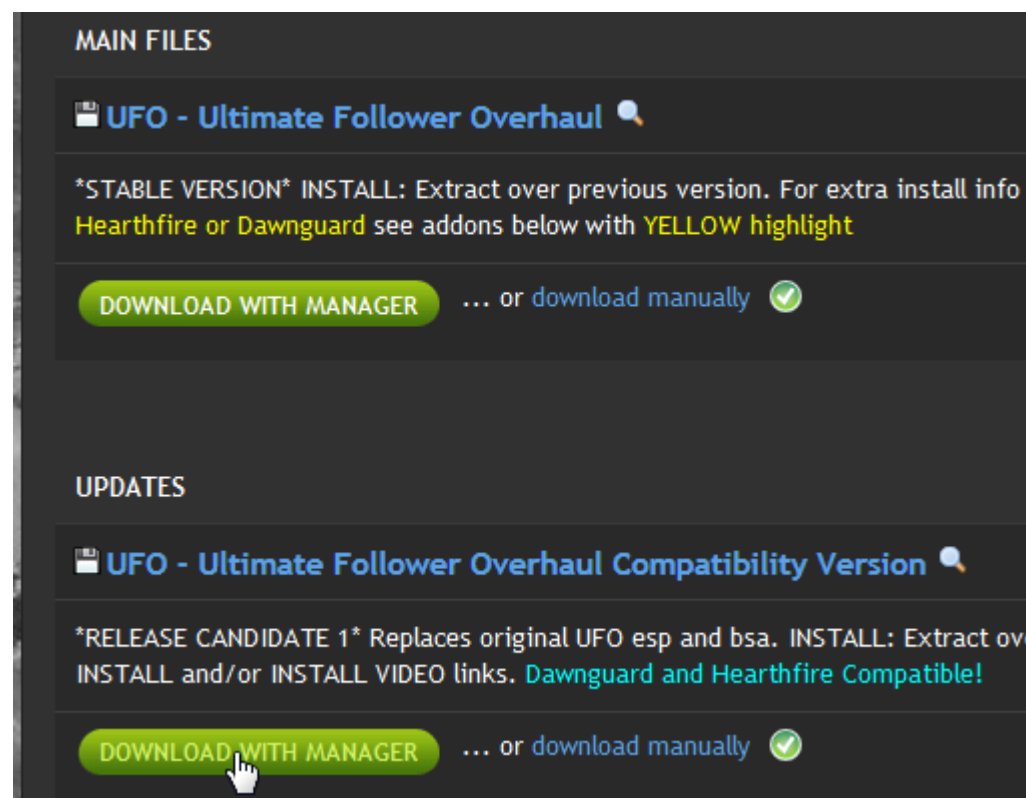 MAIN FILES
UFO - Ultimate Follower Overhaul
*STABLE VERSION* INSTALL: Extract over previous version. For extra install info
Hearthfire or Dawnguard see addons below with YELLOW highlight
DOWNLOAD WITH MANAGER ... or download manually
UPDATES
UFO - Ultimate Follower Overhaul Compatibility Version
*RELEASE CANDIDATE 1* Replaces original UFO esp and bsa. INSTALL: Extract
INSTALL and/or INSTALL VIDEO links. Dawnguard and Hearthfire Compatible!
DOWNLOAD WITH MANAGER ... or download manually